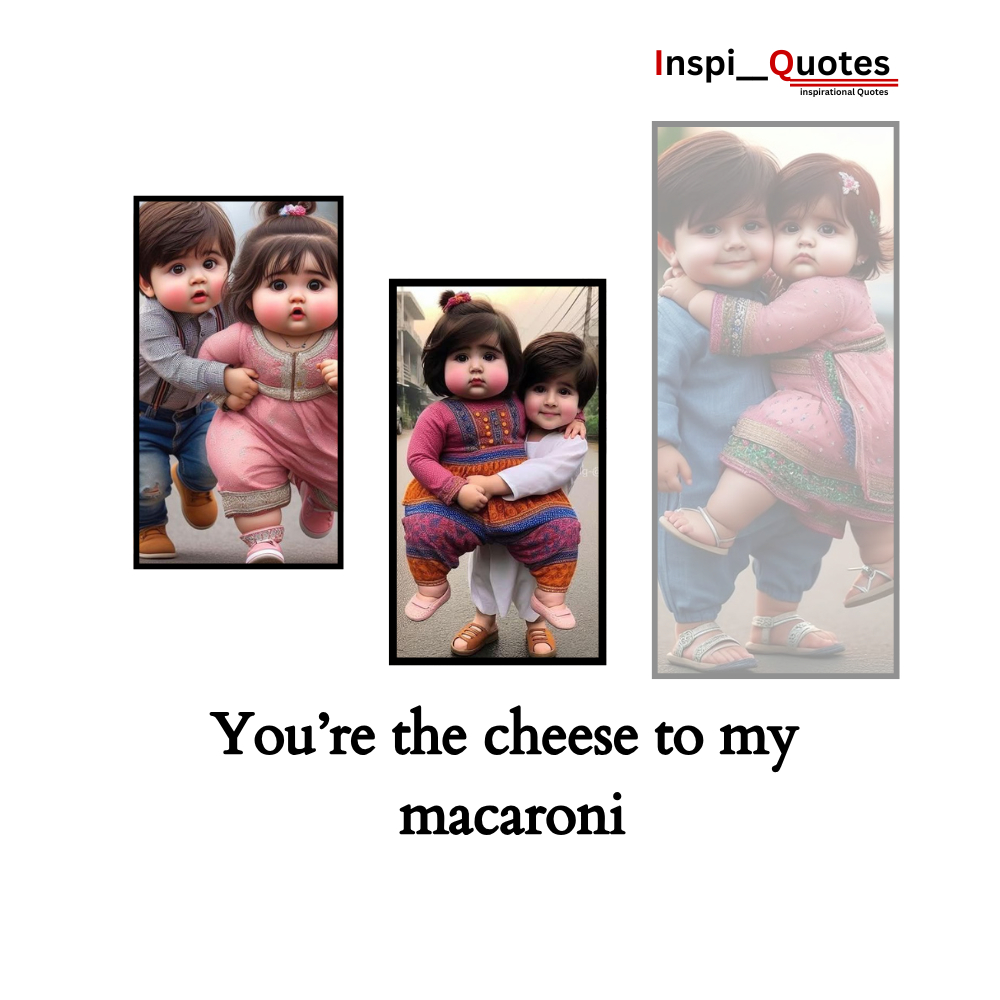 Inspi__Quotes
inspirational Quotes
You’re the cheese to my
macaroni